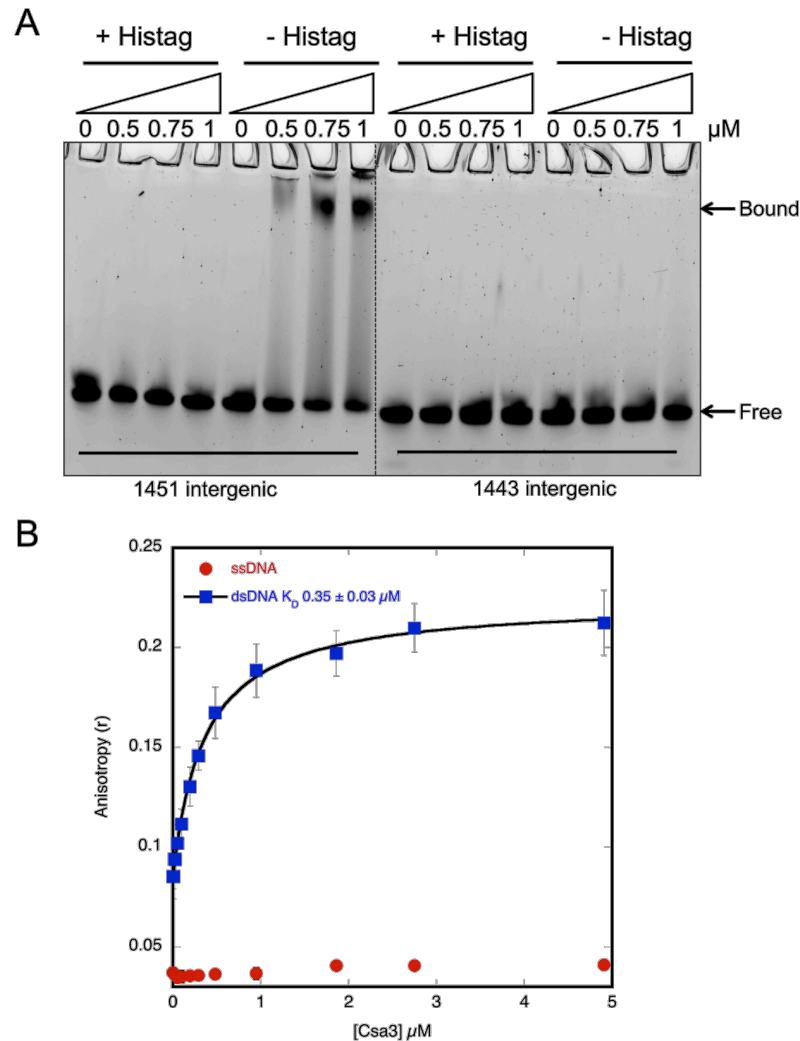 A
+ Histag - Histag + Histag - Histag
0 0.5 0.75 1 0 0.5 0.75 1 0 0.5 0.75 1 0 0.5 0.75 1 µM
Bound
Free
1451 intergenic 1443 intergenic
B
0.25
ssDNA
dsDNA KD 0.35 ± 0.03 µM
0.2
0.15
Anisotropy (r)
0.1
0.05
0 1 2 3 4 5
[Csa3] µM